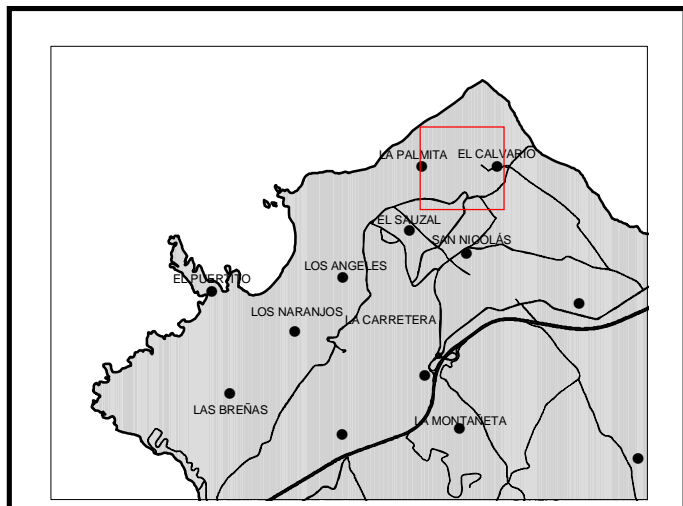 LA PALMITA
EL CALVARIO
EL SAUZAL
SAN NICOLÁS
LOS ANGELES
EL PUERTITO
LOS NARANJOS
LA CARRETERA
LAS BREÑAS
LA MONTAÑETA